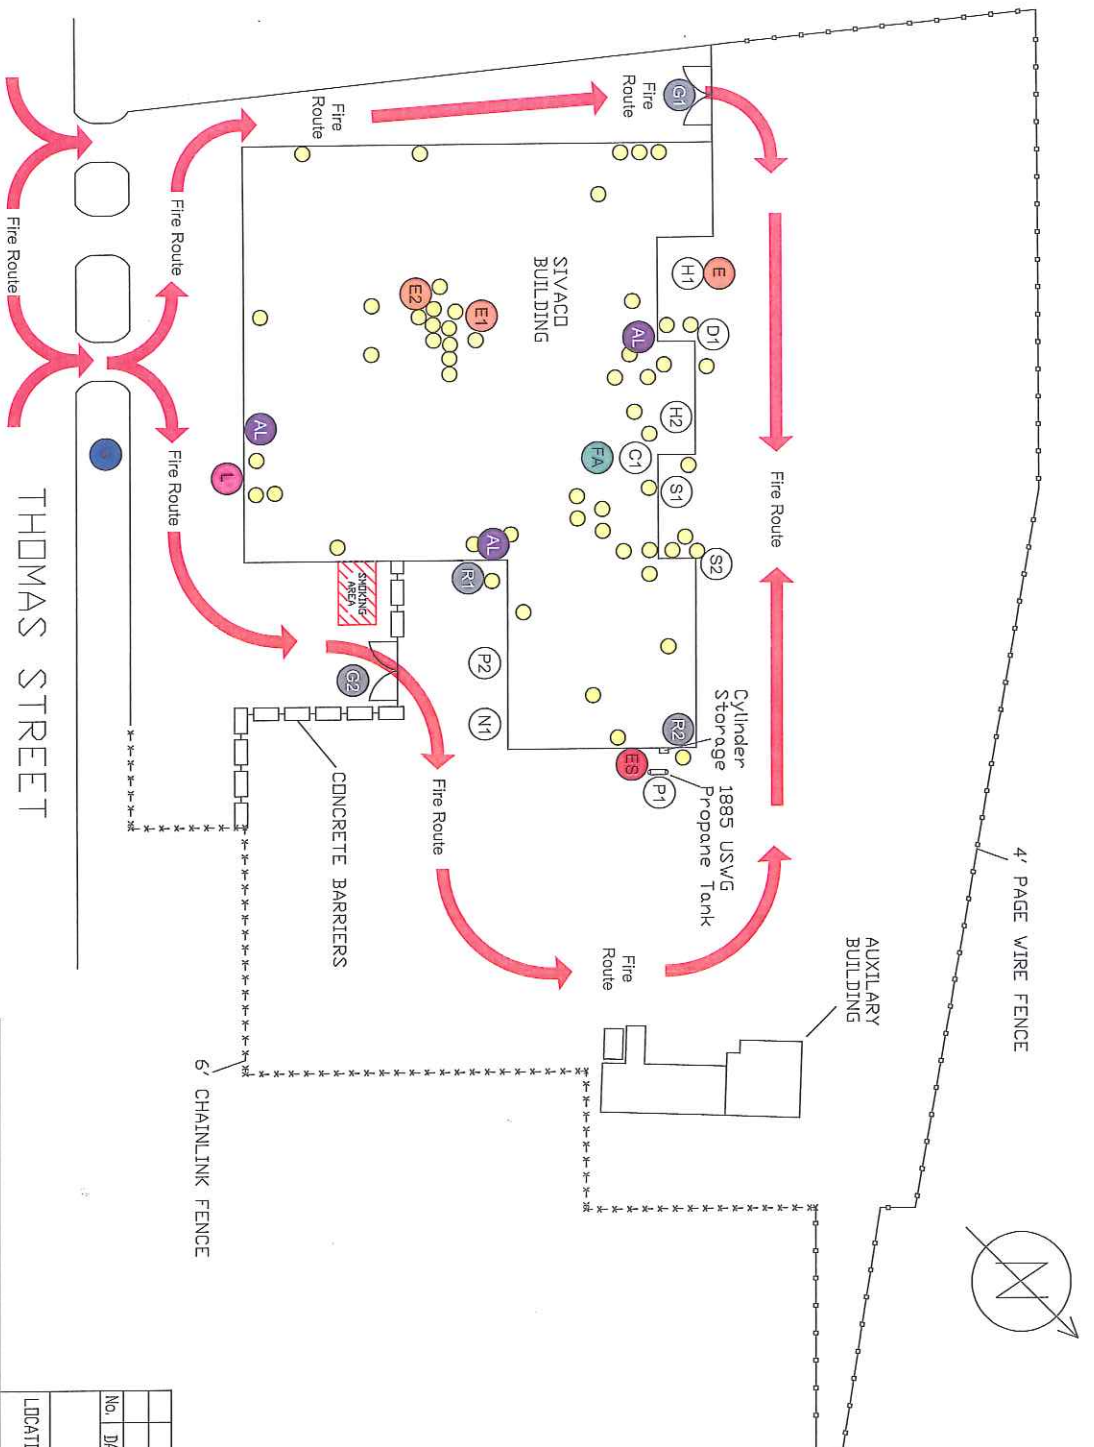 4' PAGE WIRE FENCE
AUXILARY
BUILDING
Fire Route
Fire
Route
Fire
Route
Fire
Route
Fire
Route
Fire Route
Fire Route
Fire Route
Fire Route
G1
E
H1
D1
AL
H2
C1
FA
S1
S2
SIVACO
BUILDING
E1
E2
AL
L
AL
R1
SMOKING
AREA
G2
P2
N1
R2
ES
P1
Cylinder
Storage
1885 USWG
Propane Tank
CONCRETE BARRIERS
6' CHAINLINK FENCE
THOMAS STREET
N
No.